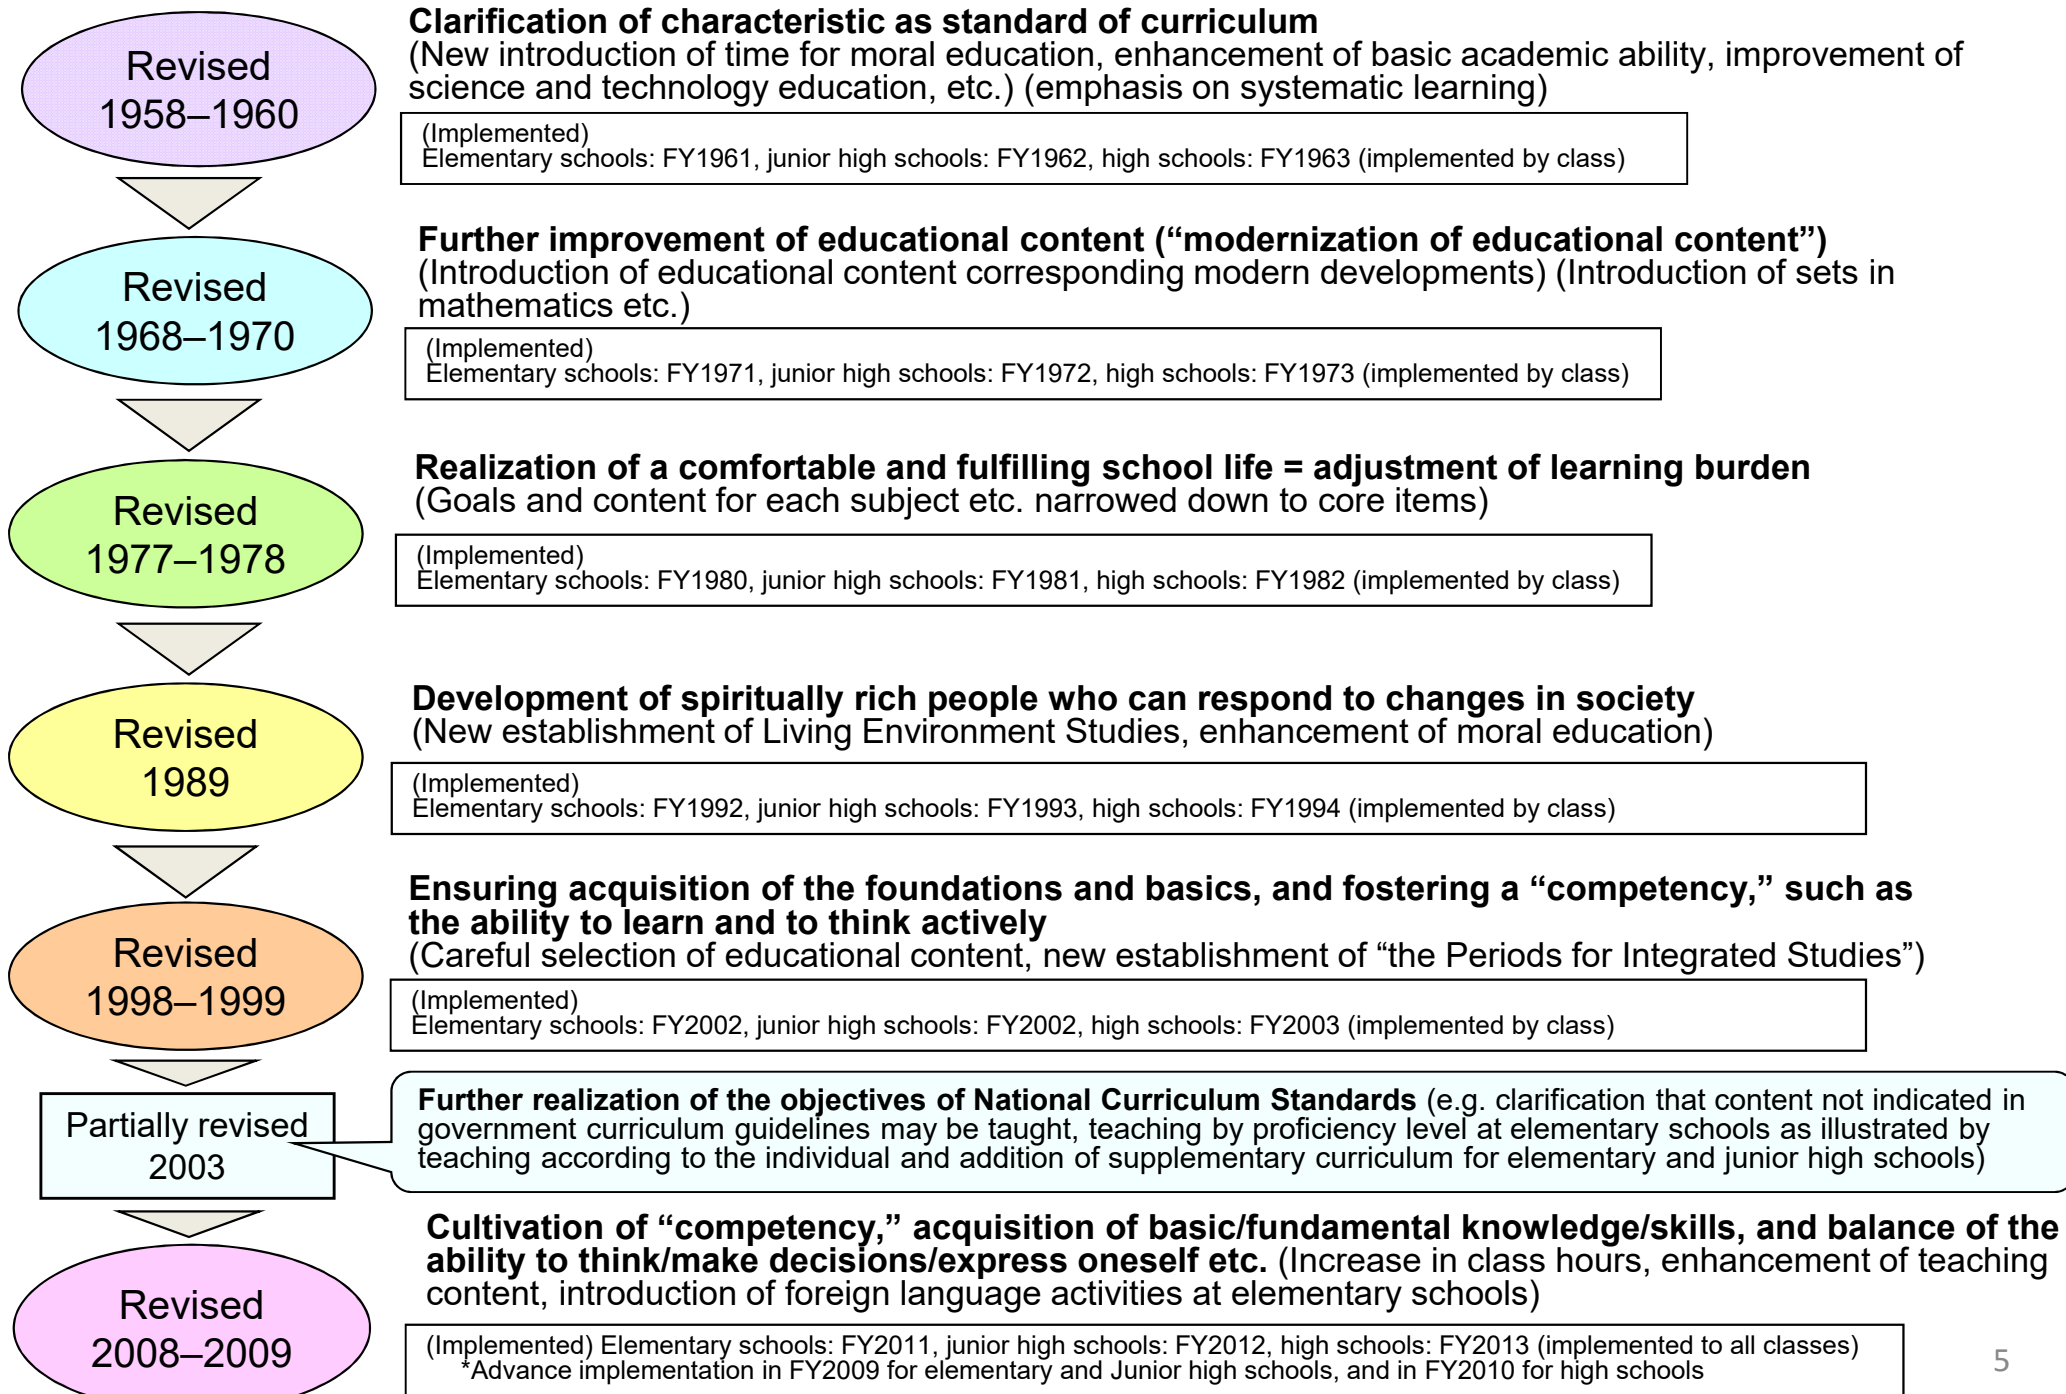 Revised
1958–1960
Clarification of characteristic as standard of curriculum
(New introduction of time for moral education, enhancement of basic academic ability, improvement of
science and technology education, etc.) (emphasis on systematic learning)
(Implemented)
Elementary schools: FY1961, junior high schools: FY1962, high schools: FY1963 (implemented by class)
Revised
1968–1970
Further improvement of educational content (“modernization of educational content”)
(Introduction of educational content corresponding modern developments) (Introduction of sets in
mathematics etc.)
(Implemented)
Elementary schools: FY1971, junior high schools: FY1972, high schools: FY1973 (implemented by class)
Revised
1977–1978
Realization of a comfortable and fulfilling school life = adjustment of learning burden
(Goals and content for each subject etc. narrowed down to core items)
(Implemented)
Elementary schools: FY1980, junior high schools: FY1981, high schools: FY1982 (implemented by class)
Revised
1989
Development of spiritually rich people who can respond to changes in society
(New establishment of Living Environment Studies, enhancement of moral education)
(Implemented)
Elementary schools: FY1992, junior high schools: FY1993, high schools: FY1994 (implemented by class)
Revised
1998–1999
Ensuring acquisition of the foundations and basics, and fostering a “competency,” such as
the ability to learn and to think actively
(Careful selection of educational content, new establishment of “the Periods for Integrated Studies”)
(Implemented)
Elementary schools: FY2002, junior high schools: FY2002, high schools: FY2003 (implemented by class)
Partially revised
2003
Further realization of the objectives of National Curriculum Standards (e.g. clarification that content not indicated in
government curriculum guidelines may be taught, teaching by proficiency level at elementary schools as illustrated by
teaching according to the individual and addition of supplementary curriculum for elementary and junior high schools)
Revised
2008–2009
Cultivation of “competency,” acquisition of basic/fundamental knowledge/skills, and balance of the
ability to think/make decisions/express oneself etc. (Increase in class hours, enhancement of teaching
content, introduction of foreign language activities at elementary schools)
(Implemented) Elementary schools: FY2011, junior high schools: FY2012, high schools: FY2013 (implemented to all classes)
*Advance implementation in FY2009 for elementary and Junior high schools, and in FY2010 for high schools
5